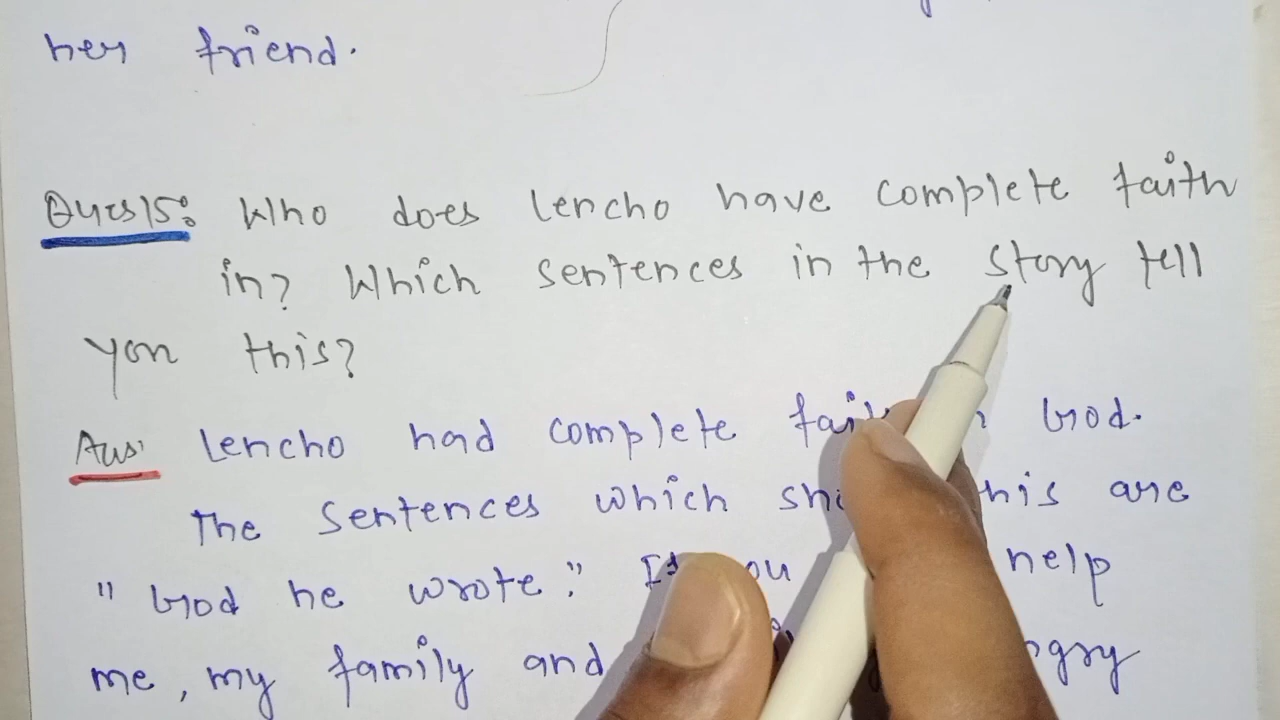 her friend.
Ques15: Who does lencho have complete faith
in? Which sentences in the story tell
you this?
Ans: Lencho had complete God.
The sentences which this are
" God he wrote." help
me, my family and